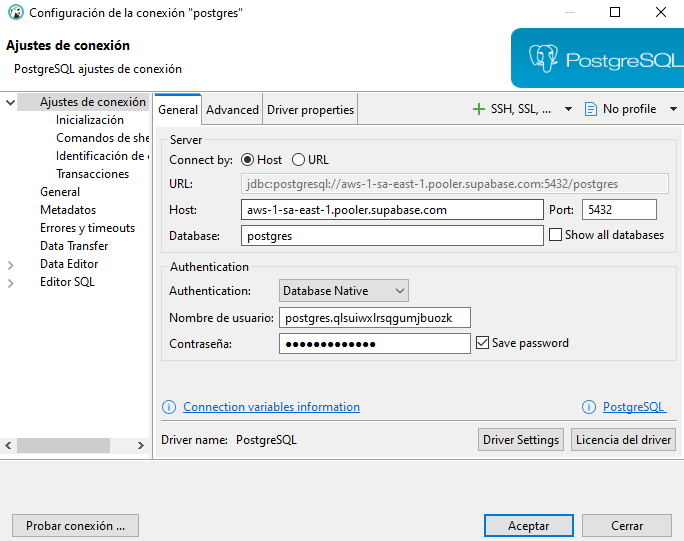 Configuración de la conexión "postgres"
Ajustes de conexión
PostgreSQL ajustes de conexión
PostgreSQL
Ajustes de conexión
Inicialización
Comandos de she
Identificación de
Transacciones
General
Metadatos
Errores y timeouts
Data Transfer
Data Editor
Editor SQL
General Advanced Driver properties SSH, SSL, ... No profile
Server
Connect by: Host URL
URL: jdbc:postgresql://aws-1-sa-east-1.pooler.supabase.com:5432/postgres
Host: aws-1-sa-east-1.pooler.supabase.com Port: 5432
Database: postgres Show all databases
Authentication
Authentication: Database Native
Nombre de usuario: postgres.qlsuiwxlrsqgumjbuozk
Contraseña: ●●●●●●●●●●●●● Save password
Connection variables information PostgreSQL
Driver name: PostgreSQL Driver Settings Licencia del driver
Probar conexión ... Aceptar Cerrar